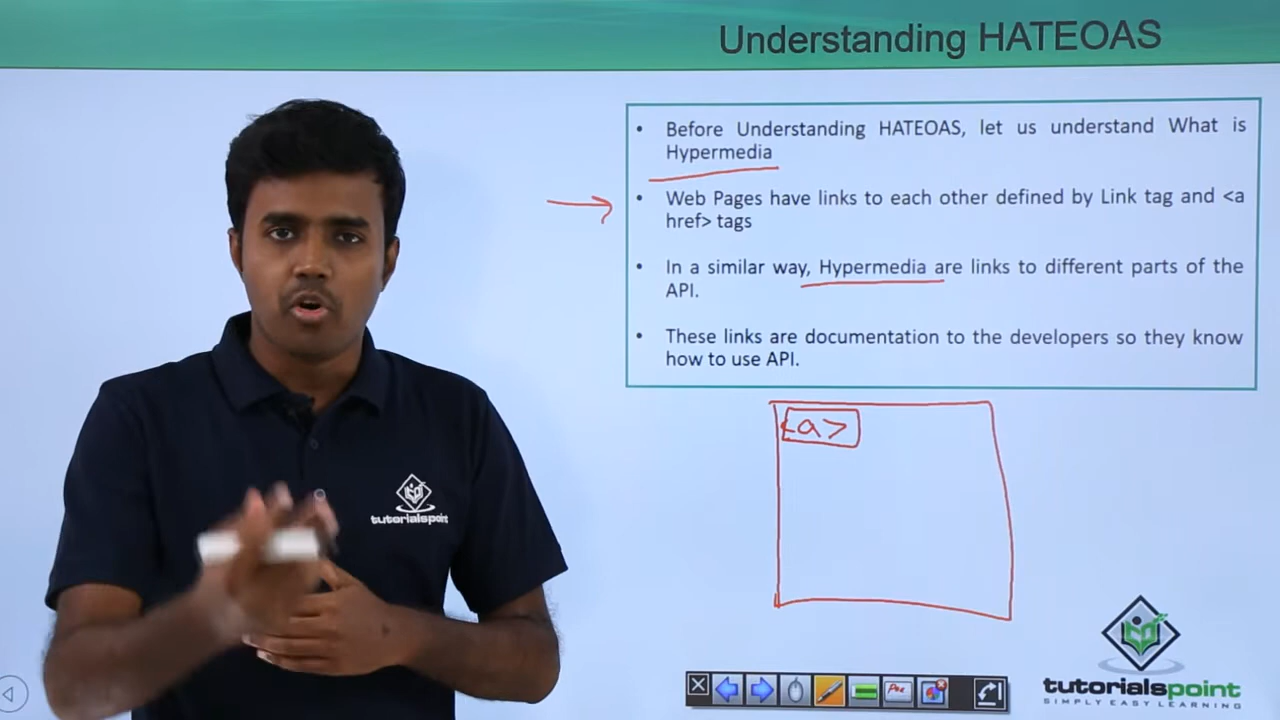 Understanding HATEOAS
• Before Understanding HATEOAS, let us understand What is
Hypermedia
• Web Pages have links to each other defined by Link tag and <a
href> tags
• In a similar way, Hypermedia are links to different parts of the
API.
• These links are documentation to the developers so they know
how to use API.
<a>
tutorialspoint
Pen
tutorialspoint
SIMPLY EASY LEARNING